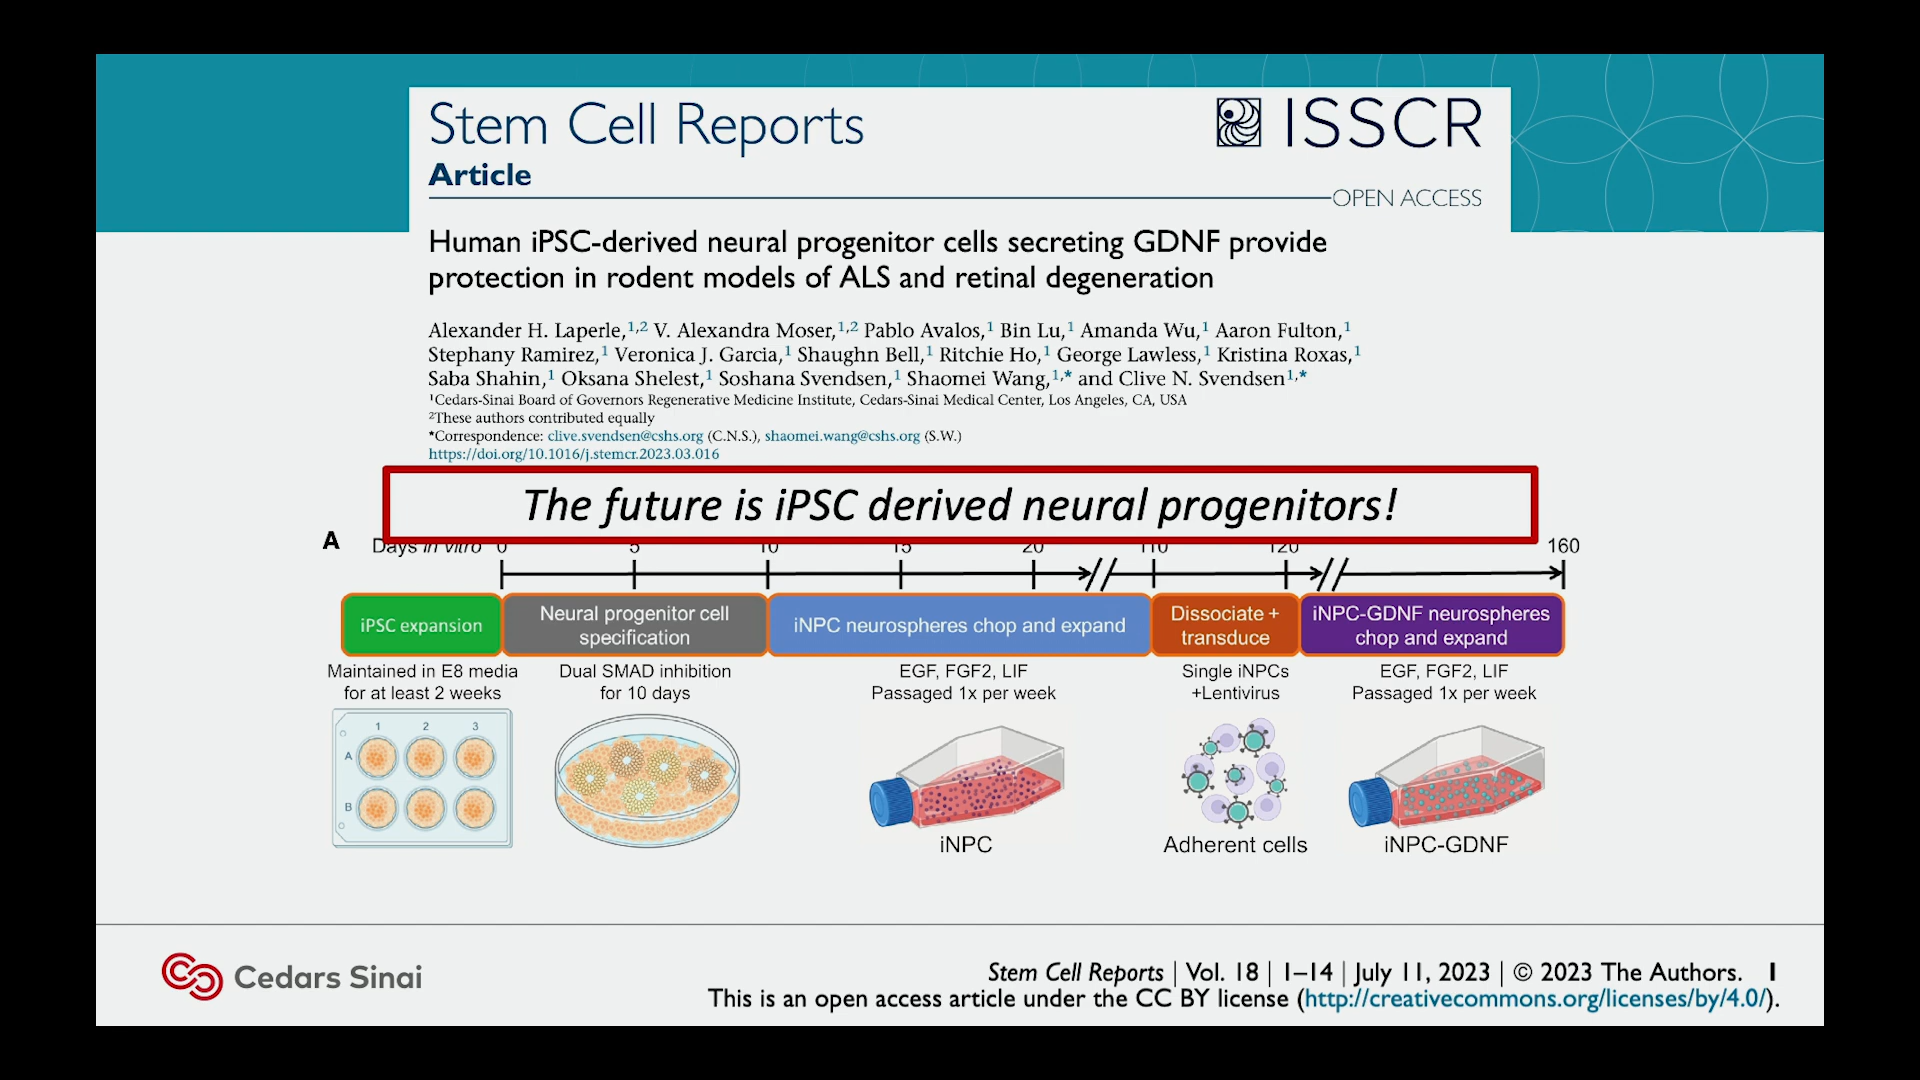 Stem Cell Reports
ISSCR
Article
OPEN ACCESS
Human iPSC-derived neural progenitor cells secreting GDNF provide
protection in rodent models of ALS and retinal degeneration
Alexander H. Laperle,1,2 V. Alexandra Moser,1,2 Pablo Avalos,1 Bin Lu,1 Amanda Wu,1 Aaron Fulton,1
Stephany Ramirez,1 Veronica J. Garcia,1 Shaughn Bell,1 Ritchie Ho,1 George Lawless,1 Kristina Roxas,1
Saba Shahin,1 Oksana Shelest,1 Soshana Svendsen,1 Shaomei Wang,1,* and Clive N. Svendsen1,*
1Cedars-Sinai Board of Governors Regenerative Medicine Institute, Cedars-Sinai Medical Center, Los Angeles, CA, USA
2These authors contributed equally
*Correspondence: clive.svendsen@cshs.org (C.N.S.), shaomei.wang@cshs.org (S.W.)
https://doi.org/10.1016/j.stemcr.2023.03.016
The future is iPSC derived neural progenitors!
A
Days in vitro 0 5 10 15 20 110 120 160
iPSC expansion
Neural progenitor cell
specification
iNPC neurospheres chop and expand
Dissociate +
transduce
iNPC-GDNF neurospheres
chop and expand
Maintained in E8 media
for at least 2 weeks
Dual SMAD inhibition
for 10 days
EGF, FGF2, LIF
Passaged 1x per week
Single iNPCs
+Lentivirus
EGF, FGF2, LIF
Passaged 1x per week
1 2 3
A
B
iNPC
Adherent cells
iNPC-GDNF
Cedars Sinai
Stem Cell Reports | Vol. 18 | 1–14 | July 11, 2023 | © 2023 The Authors. 1
This is an open access article under the CC BY license (http://creativecommons.org/licenses/by/4.0/).